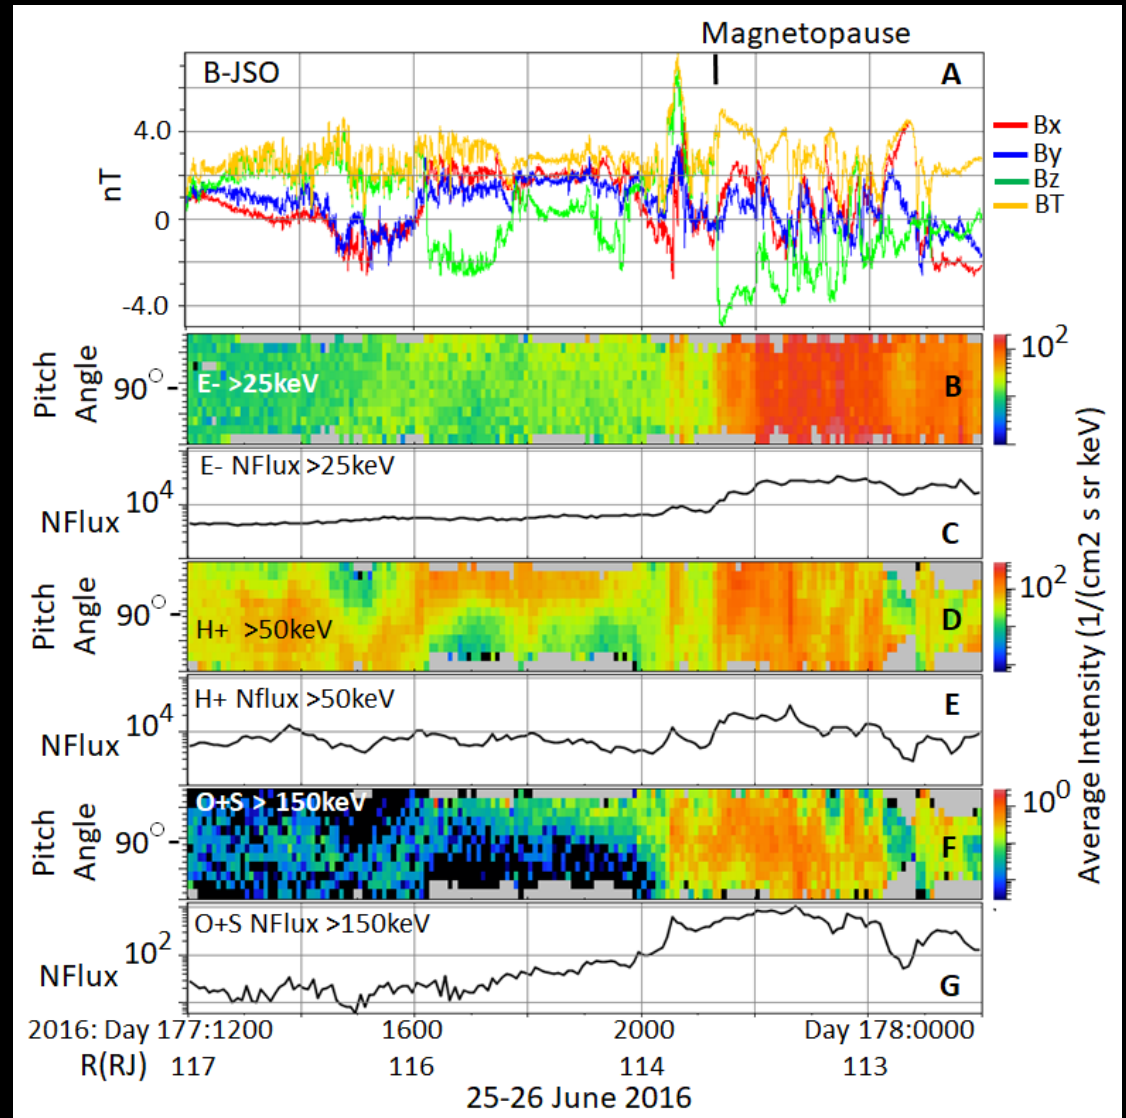 Magnetopause
B-JSO
A
4.0
nT
0
-4.0
Bx
By
Bz
BT
Pitch
Angle
90○
E- >25keV
B
102
E- NFlux >25keV
104
NFlux
C
Pitch
Angle
90○
H+ >50keV
D
102
H+ Nflux >50keV
E
104
NFlux
O+S > 150keV
Pitch
Angle
90○
F
100
Average Intensity (1/(cm2 s sr keV)
O+S NFlux >150keV
102
NFlux
G
2016: Day 177:1200 1600 2000 Day 178:0000
R(RJ) 117 116 114 113
25-26 June 2016